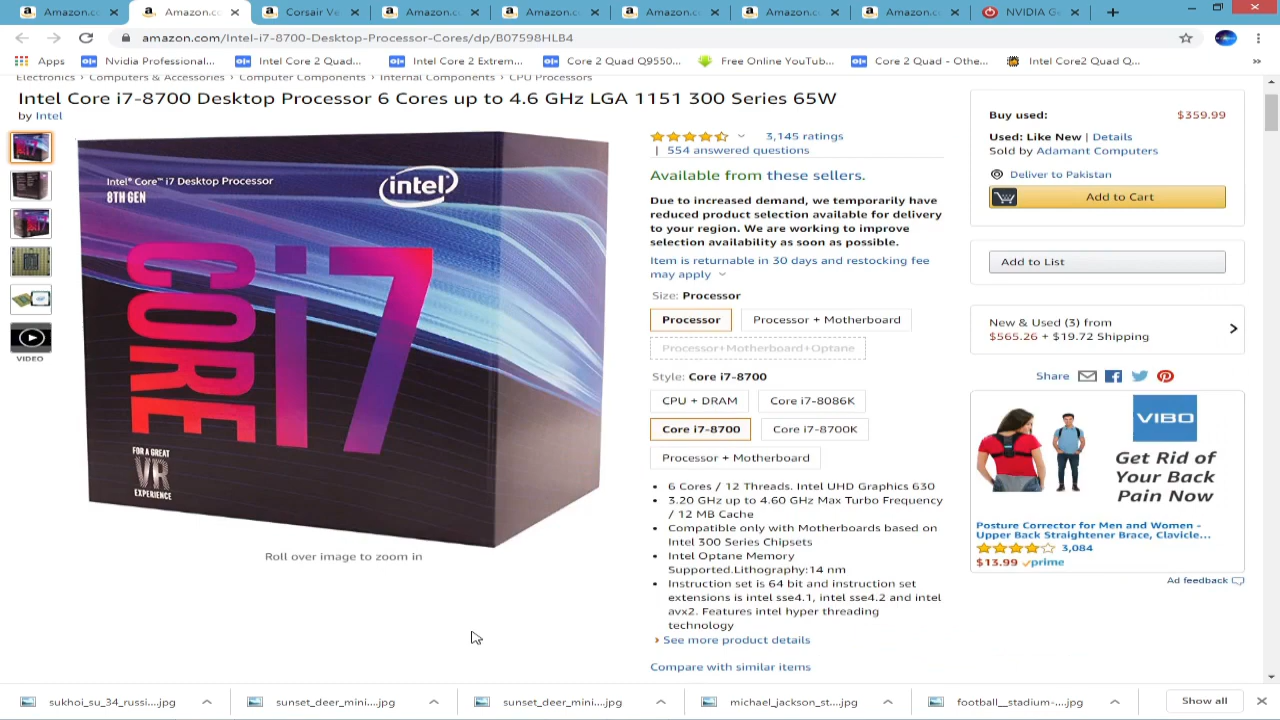 Amazon.c
Amazon.co
Corsair Ve
Amazon.co
Amazon.co
Amazon.co
Amazon.co
Amazon.co
NVIDIA Ge
amazon.com/Intel-i7-8700-Desktop-Processor-Cores/dp/B07598HLB4
Apps
Nvidia Professional...
Intel Core 2 Quad...
Intel Core 2 Extrem...
Core 2 Quad Q9550...
Free Online YouTub...
Core 2 Quad - Othe...
Intel Core2 Quad Q...
»
Electronics › Computers & Accessories › Computer Components › Internal Components › CPU Processors
Intel Core i7-8700 Desktop Processor 6 Cores up to 4.6 GHz LGA 1151 300 Series 65W
by Intel
VIDEO
Intel® Core™ i7 Desktop Processor
8TH GEN
intel
CORE i7
FOR A GREAT
VR
EXPERIENCE
Roll over image to zoom in
3,145 ratings
| 554 answered questions
Available from these sellers.
Due to increased demand, we temporarily have
reduced product selection available for delivery
to your region. We are working to improve
selection availability as soon as possible.
Item is returnable in 30 days and restocking fee
may apply
Size: Processor
Processor
Processor + Motherboard
Processor+Motherboard+Optane
Style: Core i7-8700
CPU + DRAM
Core i7-8086K
Core i7-8700
Core i7-8700K
Processor + Motherboard
• 6 Cores / 12 Threads. Intel UHD Graphics 630
• 3.20 GHz up to 4.60 GHz Max Turbo Frequency
/ 12 MB Cache
• Compatible only with Motherboards based on
Intel 300 Series Chipsets
• Intel Optane Memory
Supported.Lithography:14 nm
• Instruction set is 64 bit and instruction set
extensions is intel sse4.1, intel sse4.2 and intel
avx2. Features intel hyper threading
technology
› See more product details
Compare with similar items
Buy used: $359.99
Used: Like New | Details
Sold by Adamant Computers
Deliver to Pakistan
Add to Cart
Add to List
New & Used (3) from
$565.26 + $19.72 Shipping
Share
VIBO
Get Rid of
Your Back
Pain Now
Posture Corrector for Men and Women -
Upper Back Straightener Brace, Clavicle...
3,084
$13.99 prime
Ad feedback
sukhoi_su_34_russi....jpg
sunset_deer_mini....jpg
sunset_deer_mini....jpg
michael_jackson_st....jpg
football__stadium-....jpg
Show all